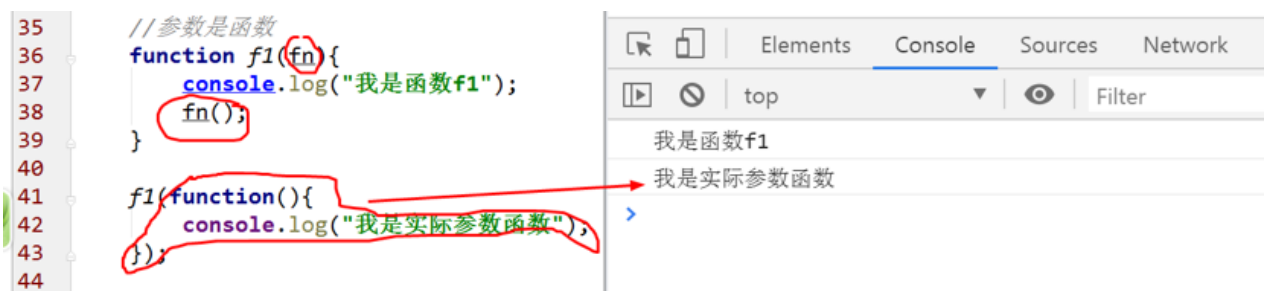 35 //参数是函数
36 function f1(fn){
37 console.log("我是函数f1");
38 fn();
39 }
40
41 f1(function(){
42 console.log("我是实际参数函数");
43 });
44
Elements Console Sources Network
top Filter
我是函数f1
我是实际参数函数
>